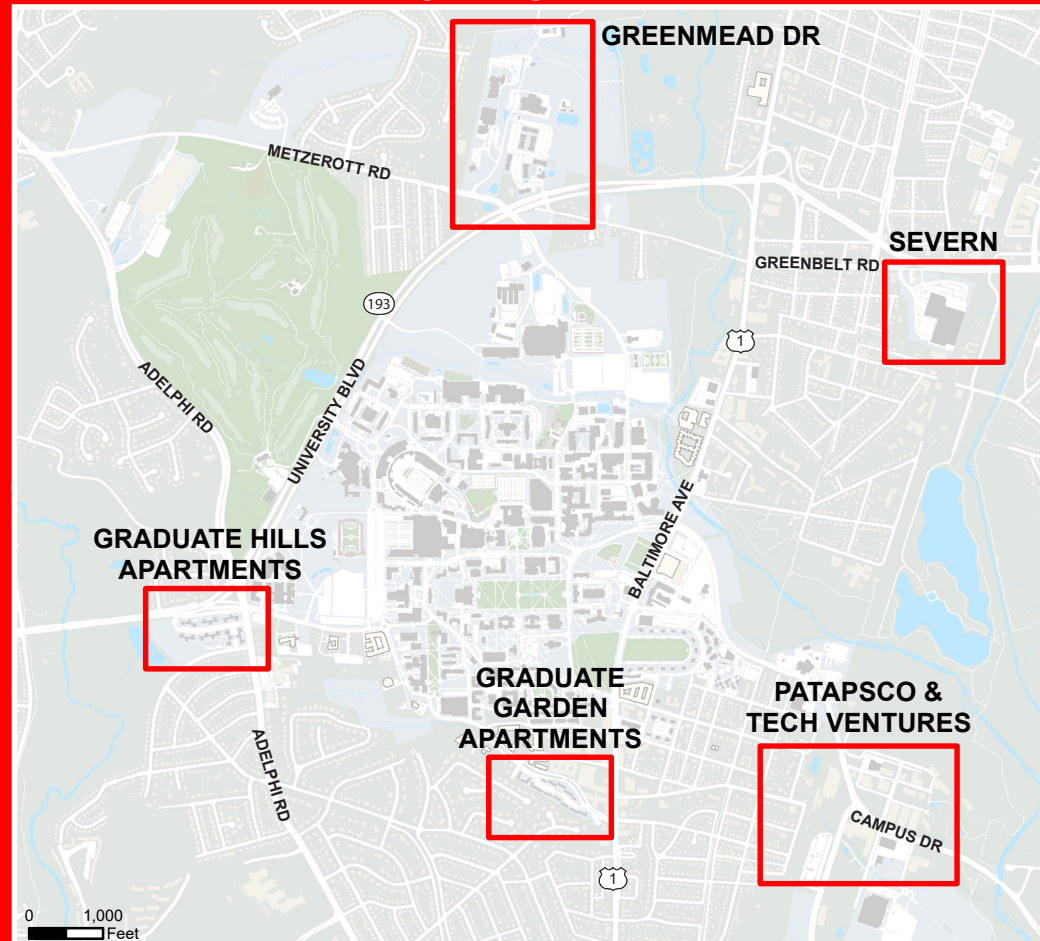 GREENMEAD DR
METZEROTT RD
SEVERN
GREENBELT RD
193
1
ADELPHI RD
UNIVERSITY BLVD
BALTIMORE AVE
GRADUATE HILLS
APARTMENTS
GRADUATE
GARDEN
APARTMENTS
PATAPSCO &
TECH VENTURES
ADELPHI RD
CAMPUS DR
1
0 1,000
Feet